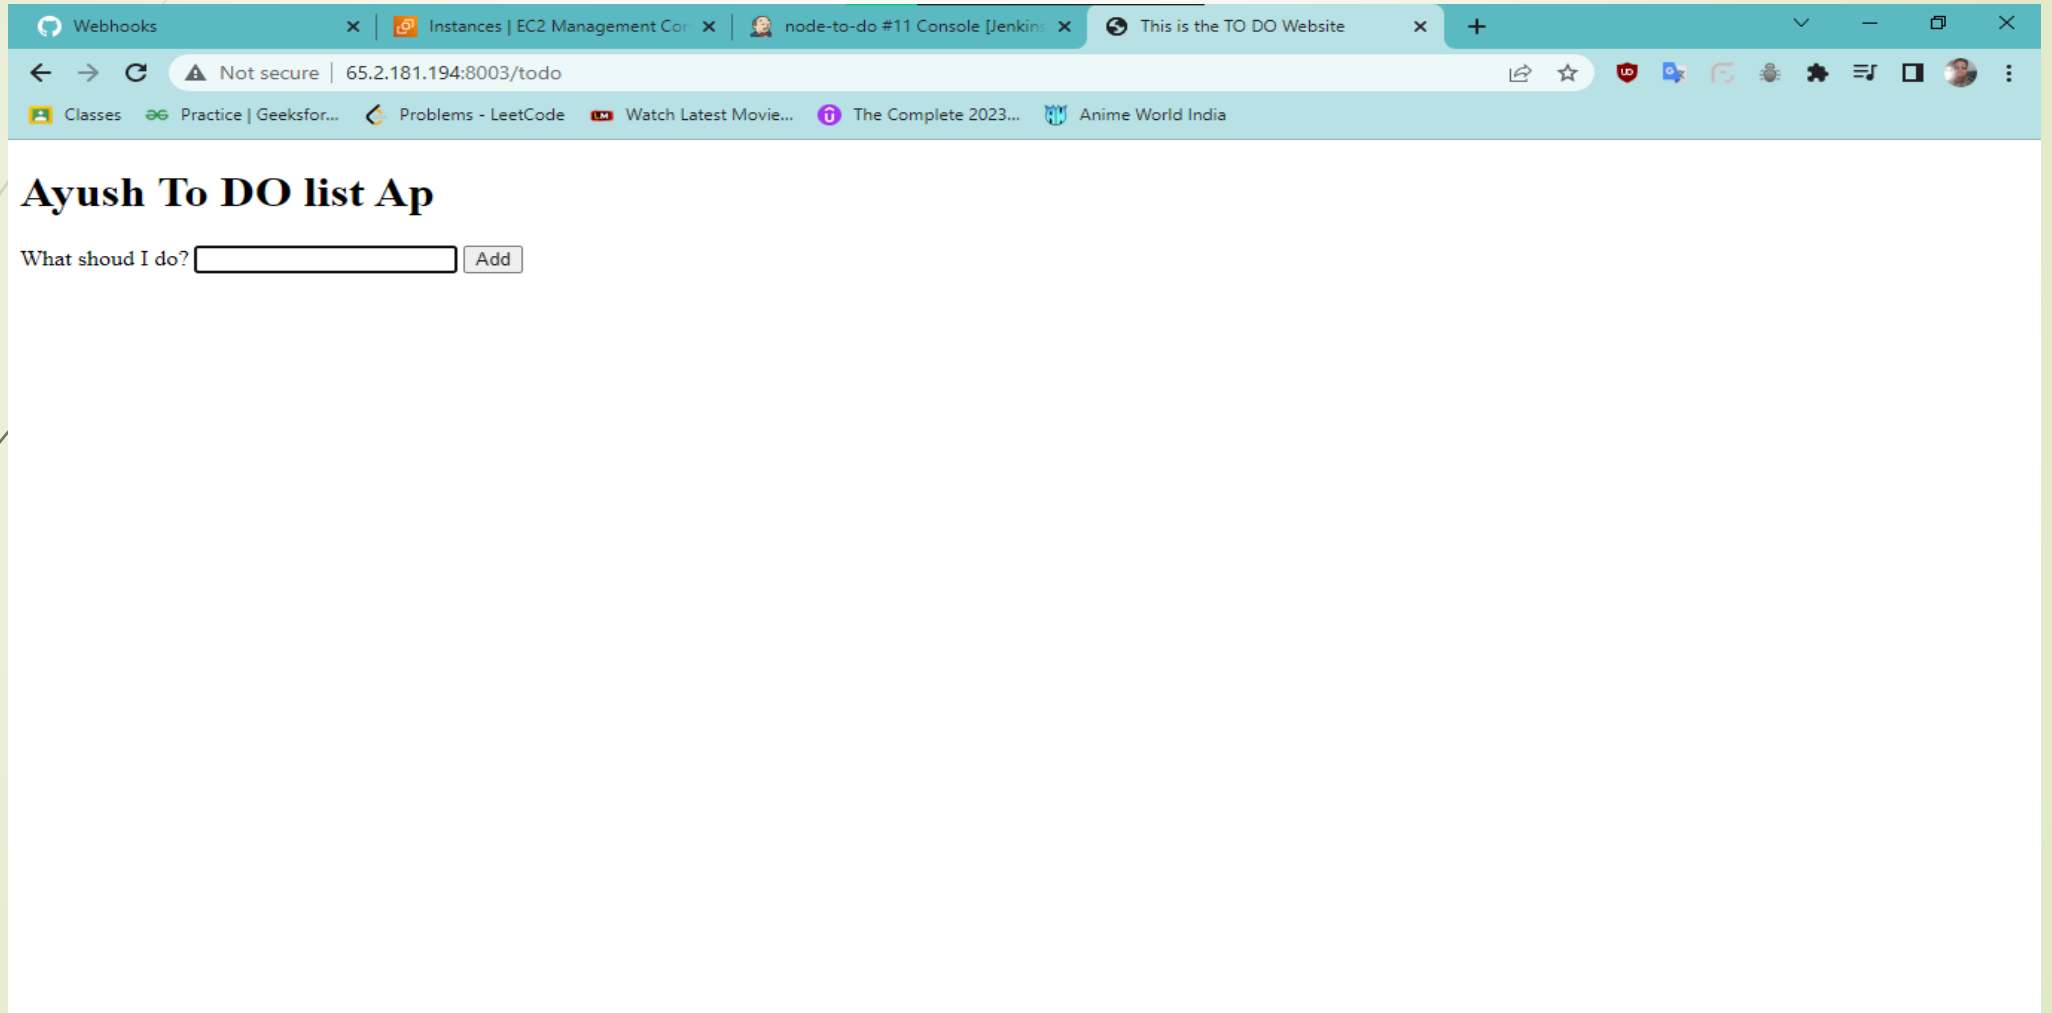 Webhooks Instances | EC2 Management Con node-to-do #11 Console [Jenkins This is the TO DO Website
Not secure 65.2.181.194:8003/todo
Classes Practice | Geeksfor... Problems - LeetCode Watch Latest Movie... The Complete 2023... Anime World India
Ayush To DO list Ap
What shoud I do? Add